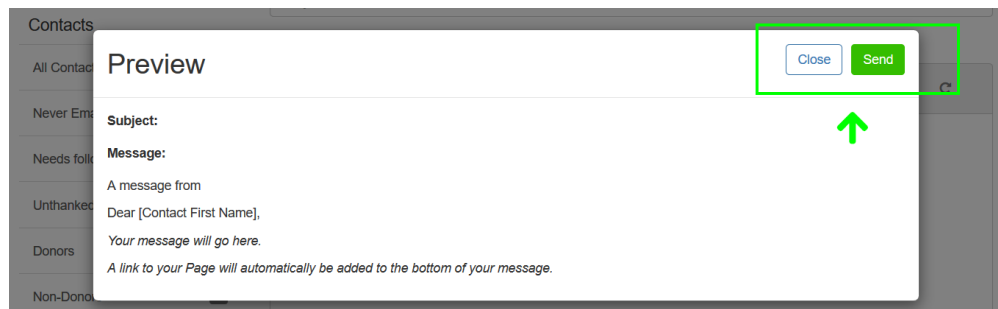 Contacts
Preview
Close
Send
All Contac
Never Ema
Subject:
Message:
Needs follo
A message from
Unthanked
Dear [Contact First Name],
Your message will go here.
Donors
A link to your Page will automatically be added to the bottom of your message.
Non-Donor